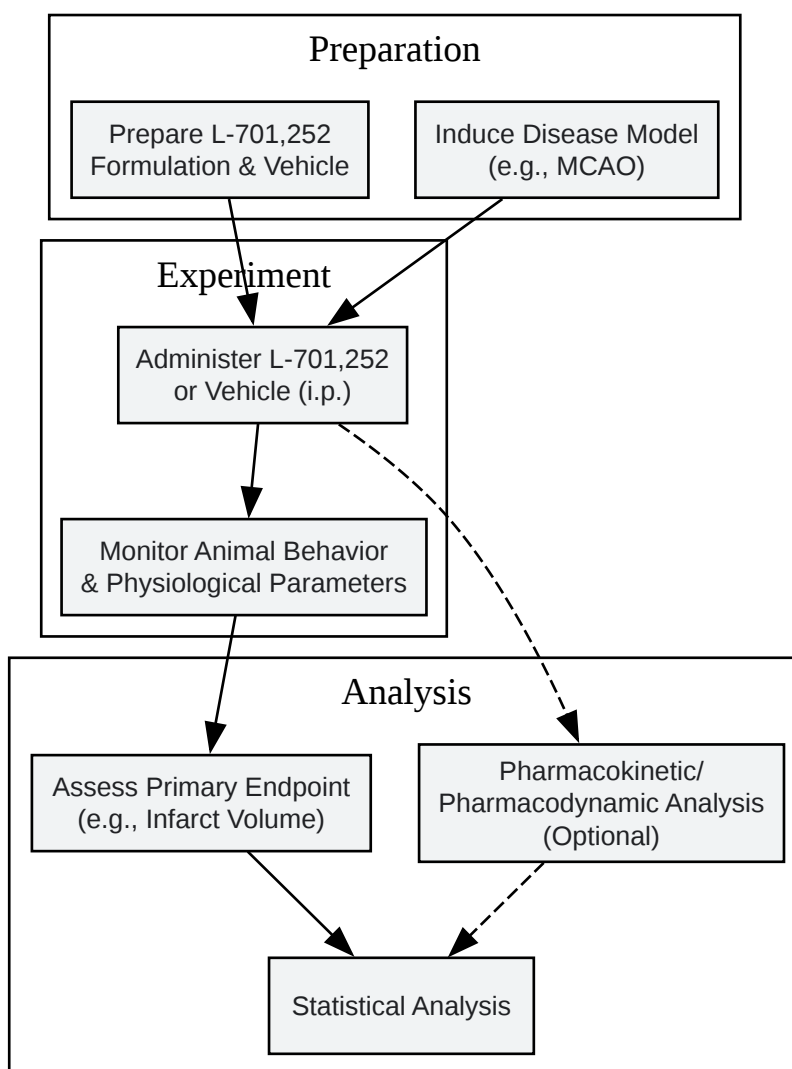 Preparation
Prepare L-701,252
Formulation & Vehicle
Induce Disease Model
(e.g., MCAO)
Experiment
Administer L-701,252
or Vehicle (i.p.)
Monitor Animal Behavior
& Physiological Parameters
Analysis
Assess Primary Endpoint
(e.g., Infarct Volume)
Pharmacokinetic/
Pharmacodynamic Analysis
(Optional)
Statistical Analysis